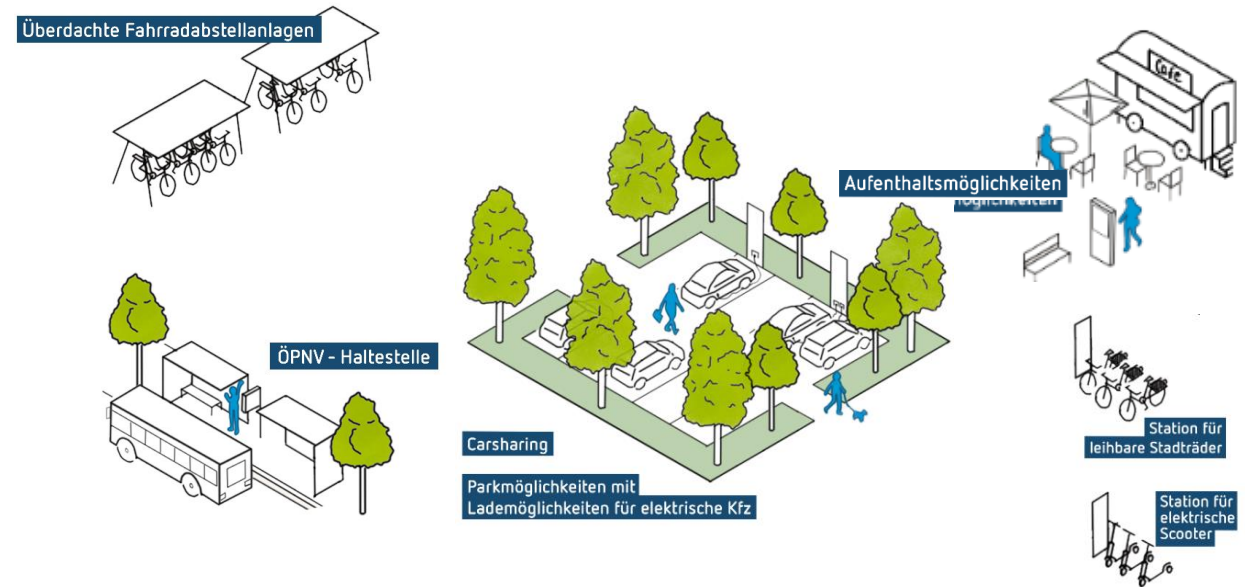 Überdachte Fahrradabstellanlagen
Cafe
Aufenthaltsmöglichkeiten
möglichkeiten
ÖPNV - Haltestelle
Carsharing
Parkmöglichkeiten mit
Lademöglichkeiten für elektrische Kfz
Station für
leihbare Stadträder
Station für
elektrische
Scooter